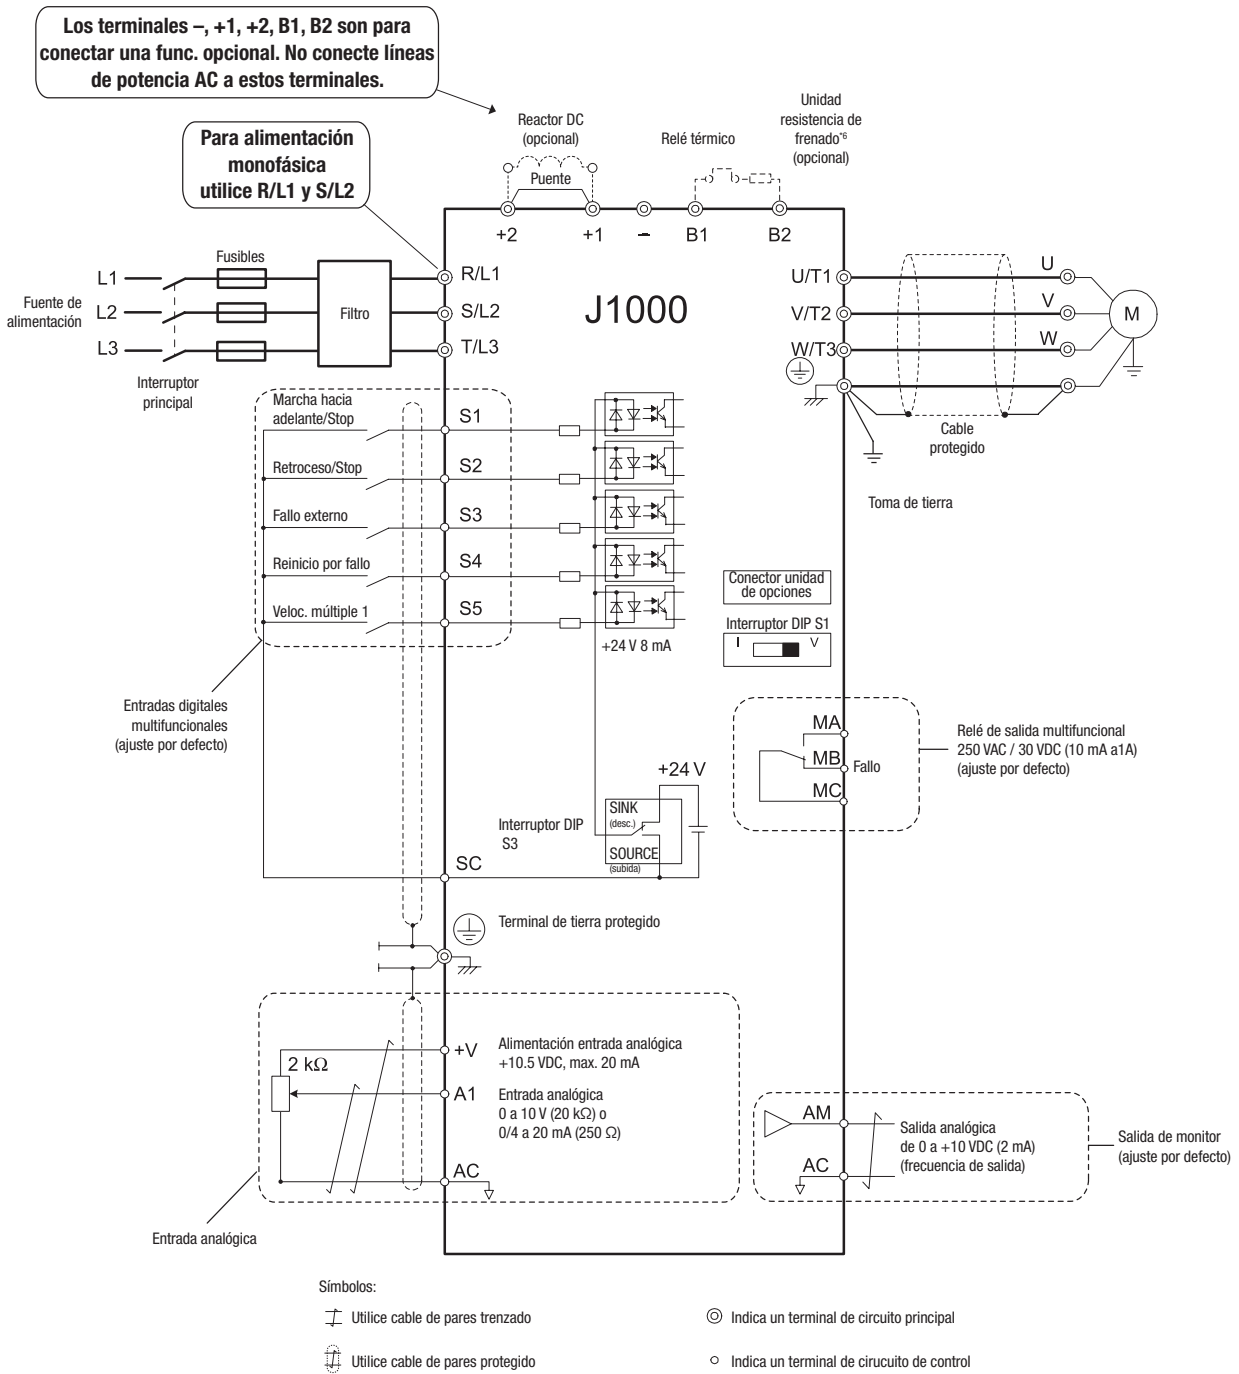 Los terminales –, +1, +2, B1, B2 son para
conectar una func. opcional. No conecte líneas
de potencia AC a estos terminales.
Para alimentación
monofásica
utilice R/L1 y S/L2
Reactor DC
(opcional)
Puente
Relé térmico
Unidad
resistencia de
frenado*6
(opcional)
+2
+1
–
B1
B2
Fuente de
alimentación
L1
L2
L3
Fusibles
Filtro
Interruptor
principal
R/L1
S/L2
T/L3
J1000
U/T1
V/T2
W/T3
U
V
W
M
Cable
protegido
Toma de tierra
Marcha hacia
adelante/Stop
Retroceso/Stop
Fallo externo
Reinicio por fallo
Veloc. múltiple 1
S1
S2
S3
S4
S5
+24 V 8 mA
Entradas digitales
multifuncionales
(ajuste por defecto)
Conector unidad
de opciones
Interruptor DIP S1
I
V
MA
MB
MC
Fallo
Relé de salida multifuncional
250 VAC / 30 VDC (10 mA a1A)
(ajuste por defecto)
+24 V
Interruptor DIP
S3
SINK
(desc.)
SOURCE
(subida)
SC
Terminal de tierra protegido
2 kΩ
+V
A1
AC
Alimentación entrada analógica
+10.5 VDC, max. 20 mA
Entrada analógica
0 a 10 V (20 kΩ) o
0/4 a 20 mA (250 Ω)
Entrada analógica
AM
AC
Salida analógica
de 0 a +10 VDC (2 mA)
(frecuencia de salida)
Salida de monitor
(ajuste por defecto)
Símbolos:
Utilice cable de pares trenzado
Indica un terminal de circuito principal
Utilice cable de pares protegido
Indica un terminal de cirucuito de control